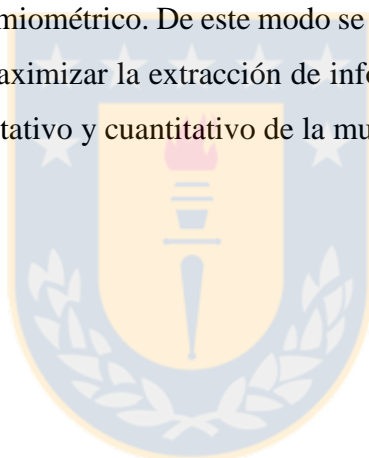 miométrico. De este modo se
aximizar la extracción de info
tativo y cuantitativo de la mu